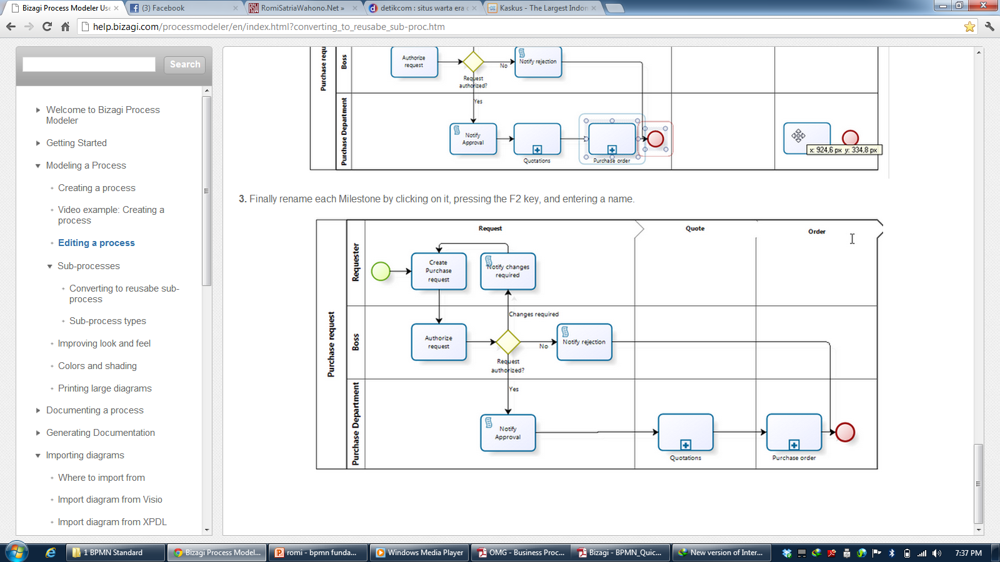 Bizagi Process Modeler Use
(3) Facebook
RomiSatriaWahono.Net »
detikcom : situs warta era d
Kaskus - The Largest Indon
help.bizagi.com/processmodeler/en/index.html?converting_to_reusabe_sub-proc.htm
Search
Welcome to Bizagi Process
Modeler
Getting Started
Modeling a Process
Creating a process
Video example: Creating a
process
Editing a process
Sub-processes
Converting to reusabe sub-
process
Sub-process types
Improving look and feel
Colors and shading
Printing large diagrams
Documenting a process
Generating Documentation
Importing diagrams
Where to import from
Import diagram from Visio
Import diagram from XPDL
Purchase requ
Boss
Authorize
request
No
Notify rejection
Request
authorized?
Yes
Purchase Department
Notify
Approval
Quotations
Purchase order
x: 924,6 px y: 334,8 px
3. Finally rename each Milestone by clicking on it, pressing the F2 key, and entering a name.
Request
Quote
Order
Purchase request
Requester
Create
Purchase
request
Notify changes
required
Changes required
Boss
Authorize
request
No
Notify rejection
Request
authorized?
Yes
Purchase Department
Notify
Approval
Quotations
Purchase order
1 BPMN Standard
Bizagi Process Model...
romi - bpmn funda...
Windows Media Player
OMG - Business Proc...
Bizagi - BPMN_Quic...
New version of Inter...
7:37 PM